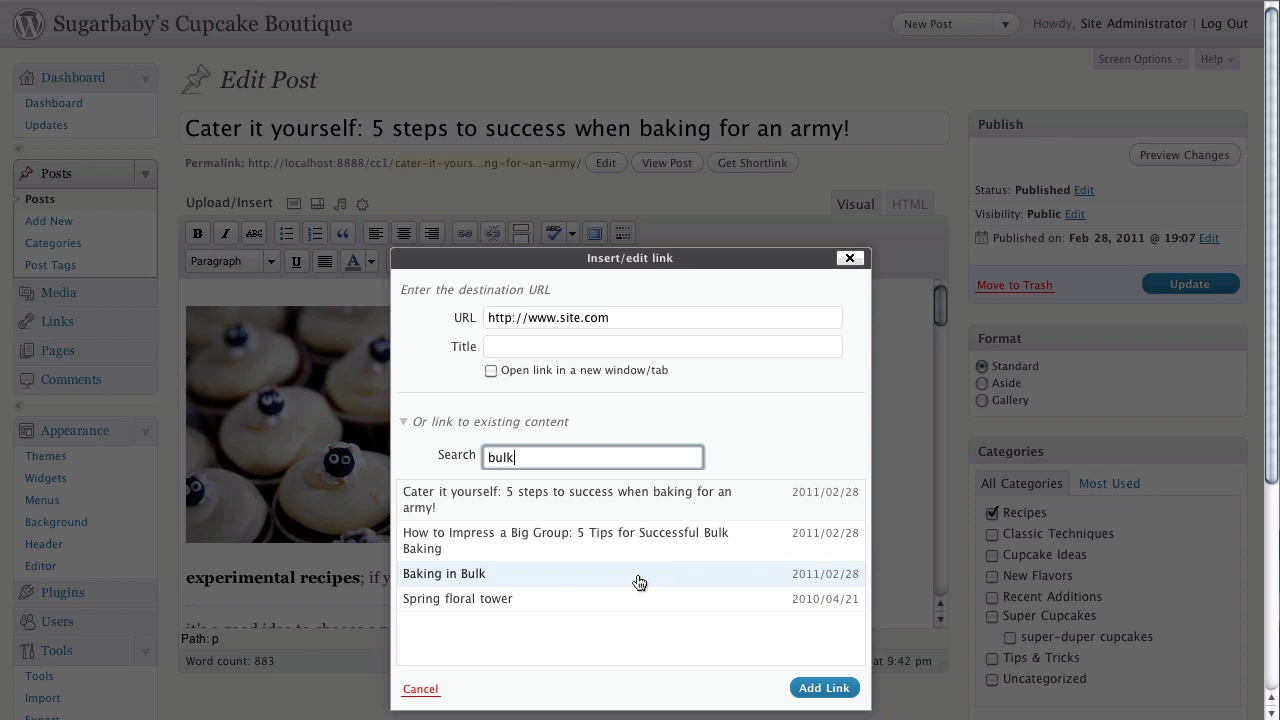 Sugarbaby's Cupcake Boutique
New Post
Howdy, Site Administrator | Log Out
Screen Options
Help
Dashboard
Dashboard
Updates
Posts
Posts
Add New
Categories
Post Tags
Media
Links
Pages
Comments
Appearance
Themes
Widgets
Menus
Background
Header
Editor
Plugins
Users
Tools
Tools
Import
Export
Edit Post
Cater it yourself: 5 steps to success when baking for an army!
Permalink: http://localhost:8888/cc1/cater-it-yours...ng-for-an-army/ Edit View Post Get Shortlink
Upload/Insert
Visual HTML
B I ABC
Paragraph U A
experimental recipes; if y
Path: p
Word count: 883
at 9:42 pm
Insert/edit link
Enter the destination URL
URL http://www.site.com
Title
Open link in a new window/tab
Or link to existing content
Search bulk
Cater it yourself: 5 steps to success when baking for an 2011/02/28
army!
How to Impress a Big Group: 5 Tips for Successful Bulk 2011/02/28
Baking
Baking in Bulk 2011/02/28
Spring floral tower 2010/04/21
Cancel
Add Link
Publish
Preview Changes
Status: Published Edit
Visibility: Public Edit
Published on: Feb 28, 2011 @ 19:07 Edit
Move to Trash
Update
Format
Standard
Aside
Gallery
Categories
All Categories Most Used
Recipes
Classic Techniques
Cupcake Ideas
New Flavors
Recent Additions
Super Cupcakes
super-duper cupcakes
Tips & Tricks
Uncategorized